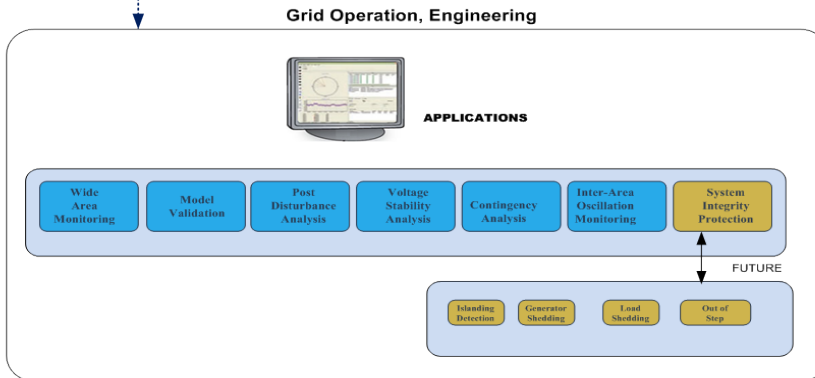 Grid Operation, Engineering
APPLICATIONS
Wide
Area
Monitoring
Model
Validation
Post
Disturbance
Analysis
Voltage
Stability
Analysis
Contingency
Analysis
Inter-Area
Oscillation
Monitoring
System
Integrity
Protection
FUTURE
Islanding
Detection
Generator
Shedding
Load
Shedding
Out of
Step